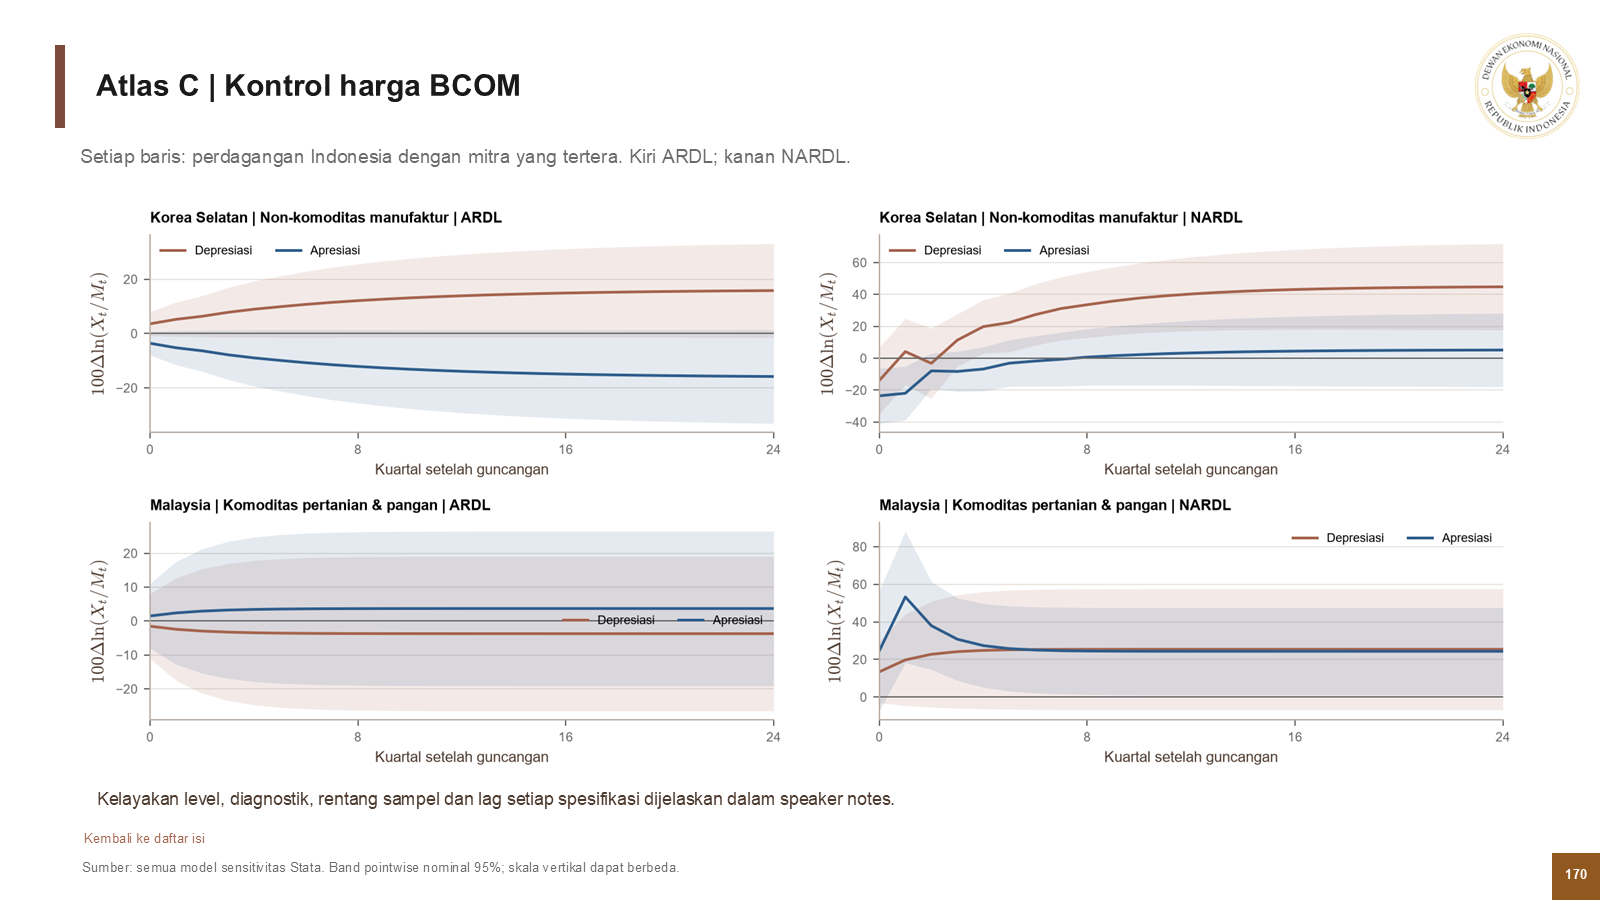 Atlas C | Kontrol harga BCOM
DEWAN EKONOMI NASIONAL
REPUBLIK INDONESIA
Setiap baris: perdagangan Indonesia dengan mitra yang tertera. Kiri ARDL; kanan NARDL.
Korea Selatan | Non-komoditas manufaktur | ARDL
Depresiasi Apresiasi
100Δln(X_t/M_t)
20
0
−20
0 8 16 24
Kuartal setelah guncangan
Korea Selatan | Non-komoditas manufaktur | NARDL
Depresiasi Apresiasi
100Δln(X_t/M_t)
60
40
20
0
−20
−40
0 8 16 24
Kuartal setelah guncangan
Malaysia | Komoditas pertanian & pangan | ARDL
100Δln(X_t/M_t)
20
10
0
−10
−20
Depresiasi Apresiasi
0 8 16 24
Kuartal setelah guncangan
Malaysia | Komoditas pertanian & pangan | NARDL
Depresiasi Apresiasi
100Δln(X_t/M_t)
80
60
40
20
0
0 8 16 24
Kuartal setelah guncangan
Kelayakan level, diagnostik, rentang sampel dan lag setiap spesifikasi dijelaskan dalam speaker notes.
Kembali ke daftar isi
Sumber: semua model sensitivitas Stata. Band pointwise nominal 95%; skala vertikal dapat berbeda.
170